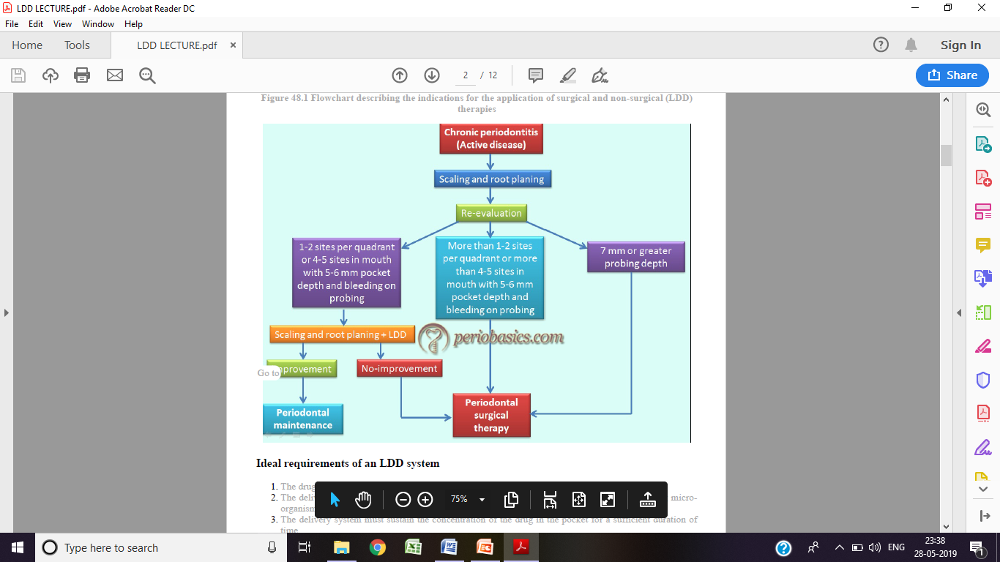 LDD LECTURE.pdf - Adobe Acrobat Reader DC
File Edit View Window Help
Home Tools LDD LECTURE.pdf × ? Sign In
2 / 12 Share
Figure 48.1 Flowchart describing the indications for the application of surgical and non-surgical (LDD)
therapies
Chronic periodontitis
(Active disease)
Scaling and root planing
Re-evaluation
1-2 sites per quadrant
or 4-5 sites in mouth
with 5-6 mm pocket
depth and bleeding on
probing
More than 1-2 sites
per quadrant or more
than 4-5 sites in
mouth with 5-6 mm
pocket depth and
bleeding on probing
7 mm or greater
probing depth
Scaling and root planing + LDD
periobasics.com
Go to
provement
No-improvement
Periodontal
maintenance
Periodontal
surgical
therapy
Ideal requirements of an LDD system
1. The drug
2. The deli micro-
organism
3. The delivery system must sustain the concentration of the drug in the pocket for a sufficient duration of
time
75%
Type here to search
ENG
23:38
28-05-2019
1